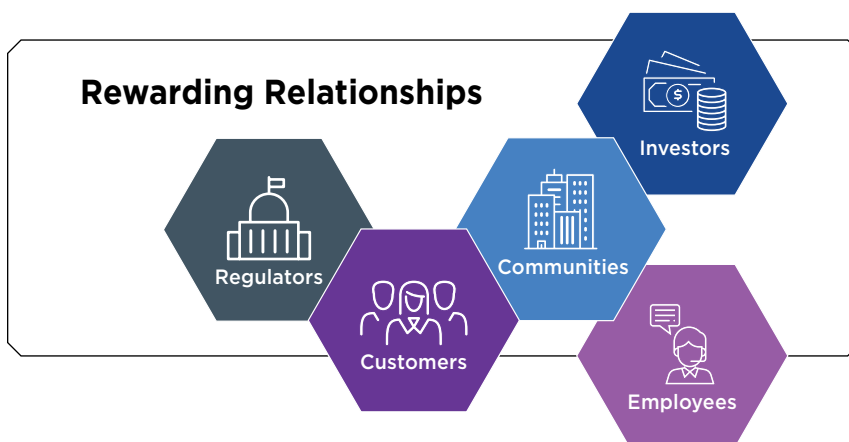 Rewarding Relationships
$
Investors
Regulators
Communities
Customers
Employees